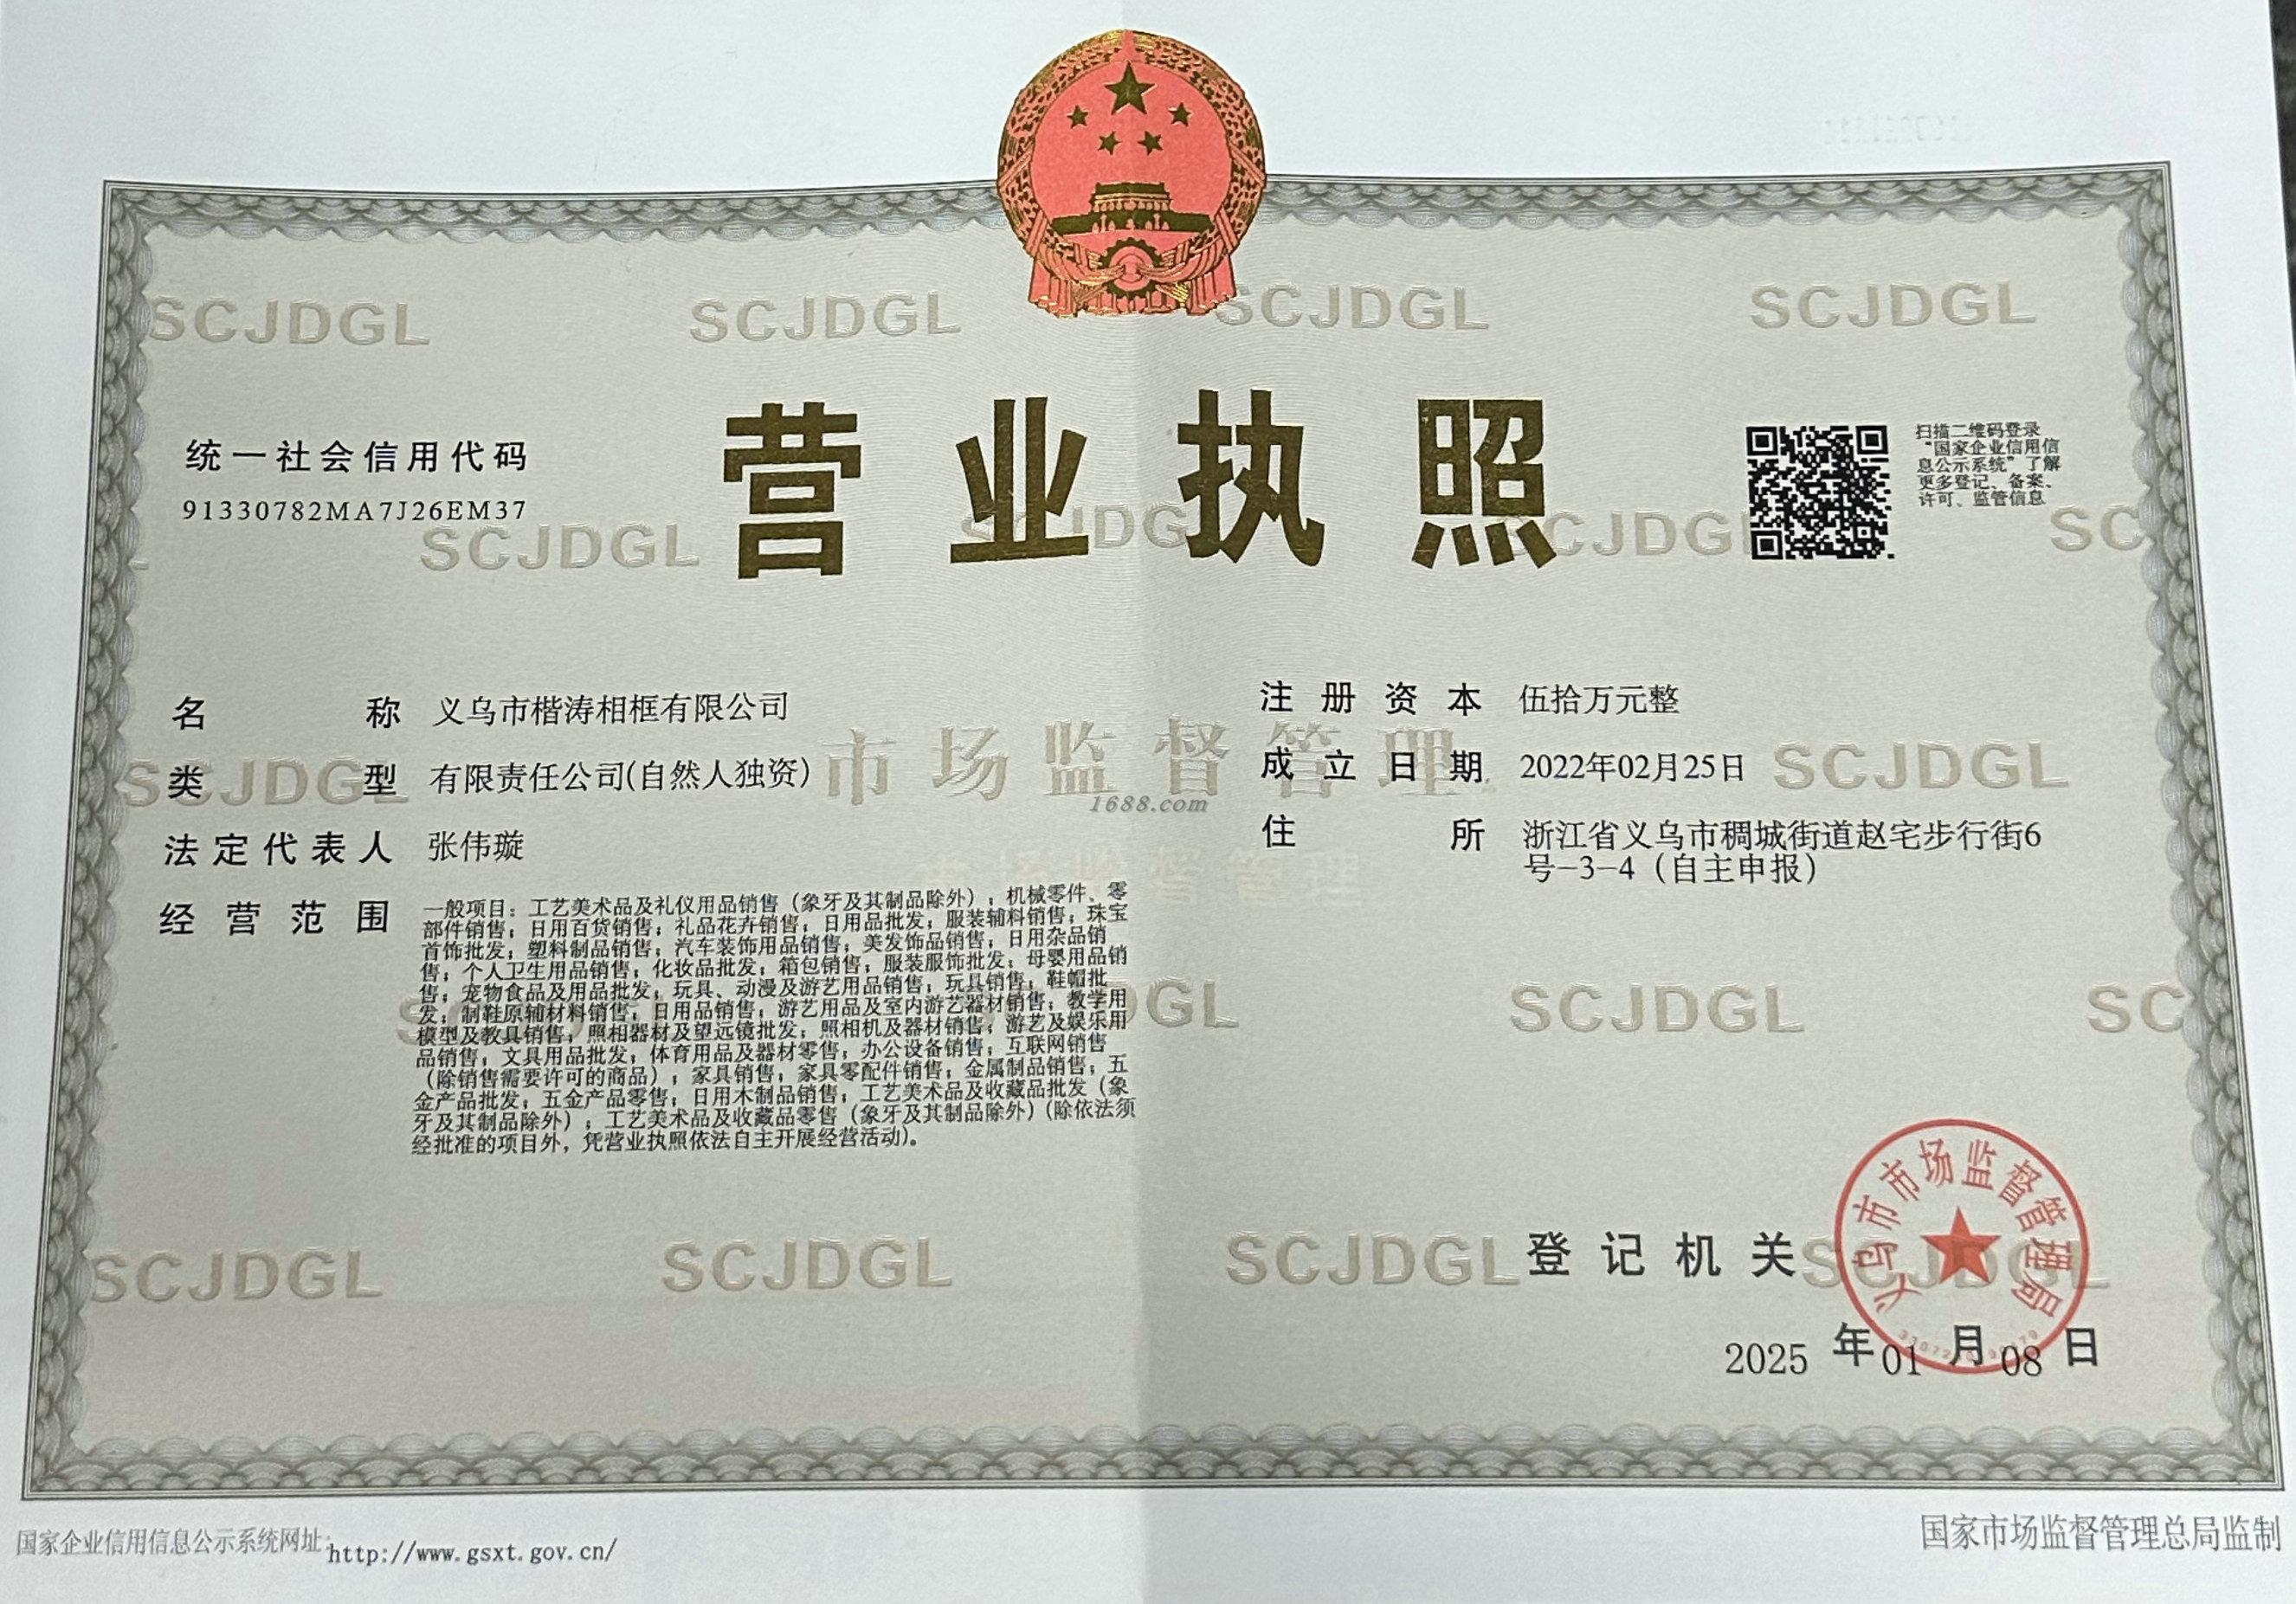 SCJDGL SCJDGL SCJDGL SCJDGL
营业执照
统一社会信用代码
91330782MA7J26EM37
扫描二维码登录
“国家企业信用信
息公示系统”了解
更多登记、备案、
许可、监管信息
SCJDGL SCJDGL SC
名称 义乌市楷涛相框有限公司
类型 有限责任公司(自然人独资)
法定代表人 张伟璇
经营范围 一般项目：工艺美术品及礼仪用品销售（象牙及其制品除外）；机械零件、零
部件销售；日用百货销售；礼品花卉销售；日用品批发；服装辅料销售；珠宝
首饰批发；塑料制品销售；汽车装饰用品销售；美发饰品销售；日用杂品销
售；个人卫生用品销售；化妆品批发；箱包销售；服装服饰批发；母婴用品销
售；宠物食品及用品批发；玩具、动漫及游艺用品销售；玩具销售；鞋帽批
发；制鞋原辅材料销售；日用品销售；游艺用品及室内游艺器材销售；教学用
模型及教具销售；照相器材及望远镜批发；照相机及器材销售；游艺及娱乐用
品销售；文具用品批发；体育用品及器材零售；办公设备销售；互联网销售
（除销售需要许可的商品）；家具销售；家具零配件销售；金属制品销售；五
金产品批发；五金产品零售；日用木制品销售；工艺美术品及收藏品批发（象
牙及其制品除外）；工艺美术品及收藏品零售（象牙及其制品除外）(除依法须
经批准的项目外，凭营业执照依法自主开展经营活动)。
注册资本 伍拾万元整
成立日期 2022年02月25日
住所 浙江省义乌市稠城街道赵宅步行街6
号-3-4（自主申报）
市场监督管理
1688.com
SCJDGL SCJDGL
SCJDGL SC
SCJDGL SCJDGL SCJDGL
登记机关
义乌市市场监督管理局
2025年01月08日
国家企业信用信息公示系统网址:http://www.gsxt.gov.cn/
国家市场监督管理总局监制